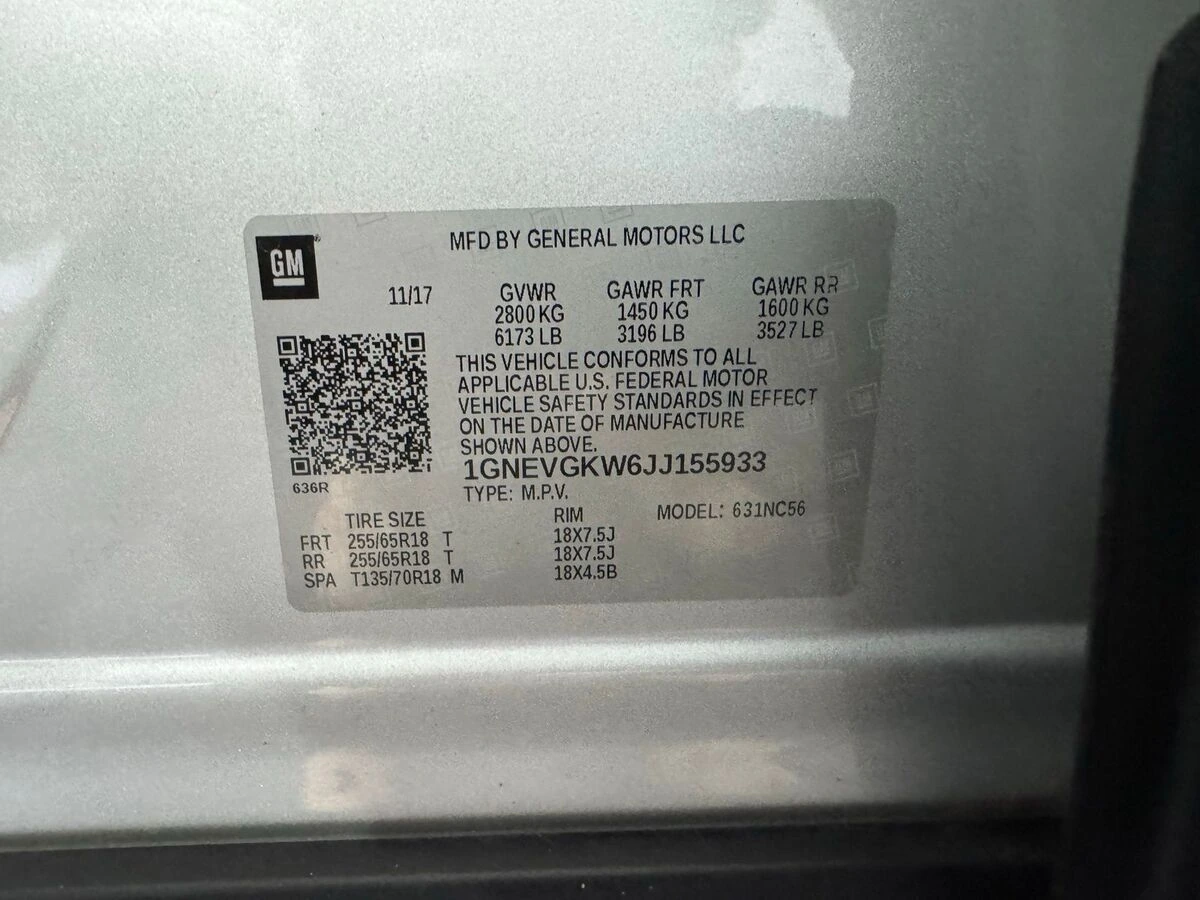 MFD BY GENERAL MOTORS LLC
GM
11/17 GVWR GAWR FRT GAWR RR
2800 KG 1450 KG 1600 KG
6173 LB 3196 LB 3527 LB
THIS VEHICLE CONFORMS TO ALL
APPLICABLE U.S. FEDERAL MOTOR
VEHICLE SAFETY STANDARDS IN EFFECT
ON THE DATE OF MANUFACTURE
SHOWN ABOVE.
1GNEVGKW6JJ155933
636R
TYPE: M.P.V.
TIRE SIZE RIM MODEL: 631NC56
FRT 255/65R18 T 18X7.5J
RR 255/65R18 T 18X7.5J
SPA T135/70R18 M 18X4.5B